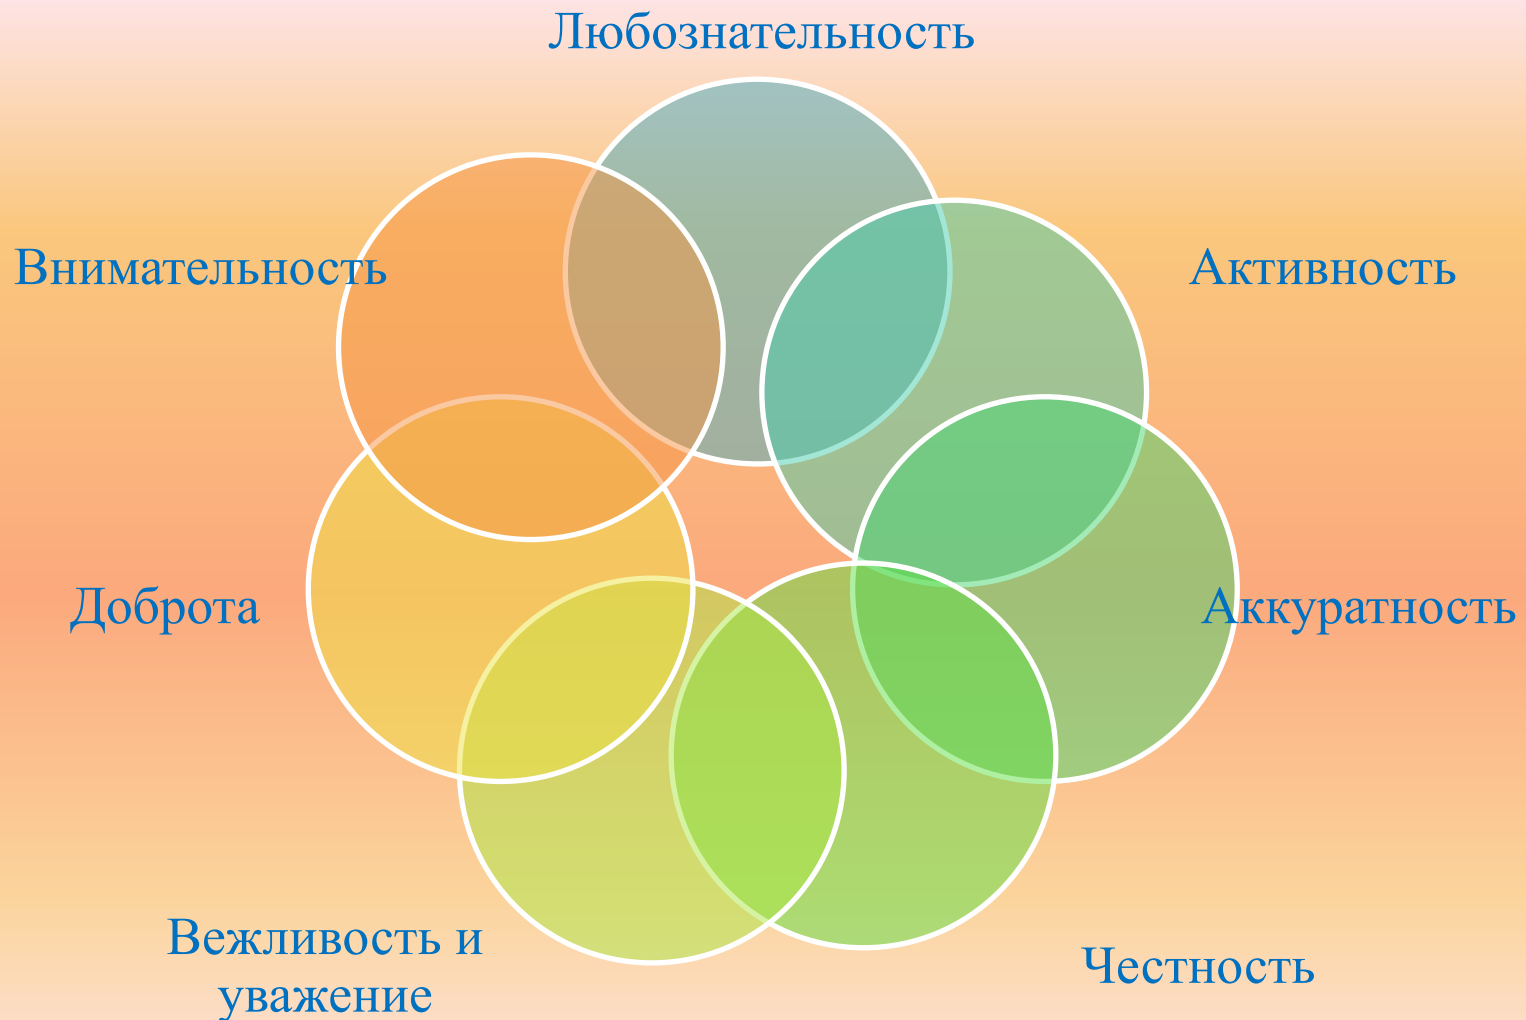 Любознательность
Внимательность
Активность
Доброта
Аккуратность
Вежливость и
уважение
Честность